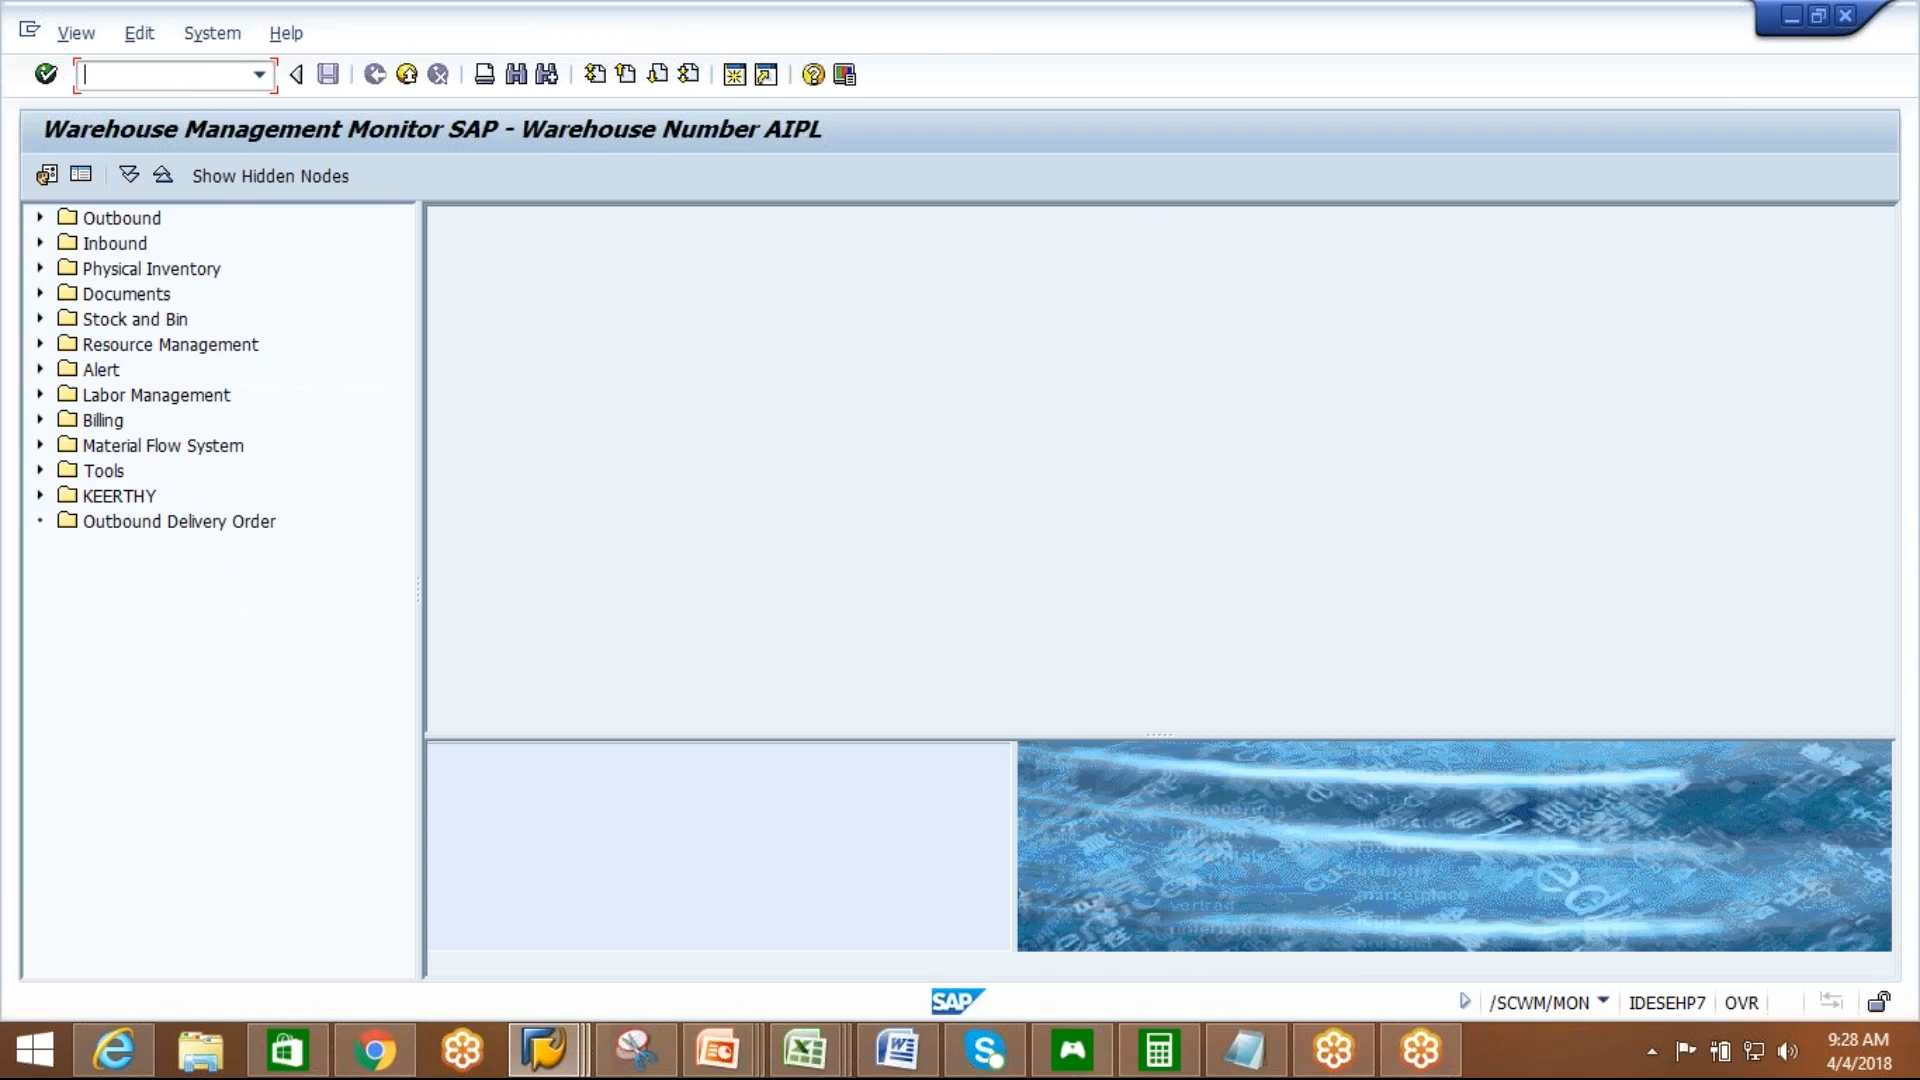 View Edit System Help
Warehouse Management Monitor SAP - Warehouse Number AIPL
Show Hidden Nodes
Outbound
Inbound
Physical Inventory
Documents
Stock and Bin
Resource Management
Alert
Labor Management
Billing
Material Flow System
Tools
KEERTHY
Outbound Delivery Order
vertrag
SAP /SCWM/MON IDESEHP7 OVR
9:28 AM
4/4/2018